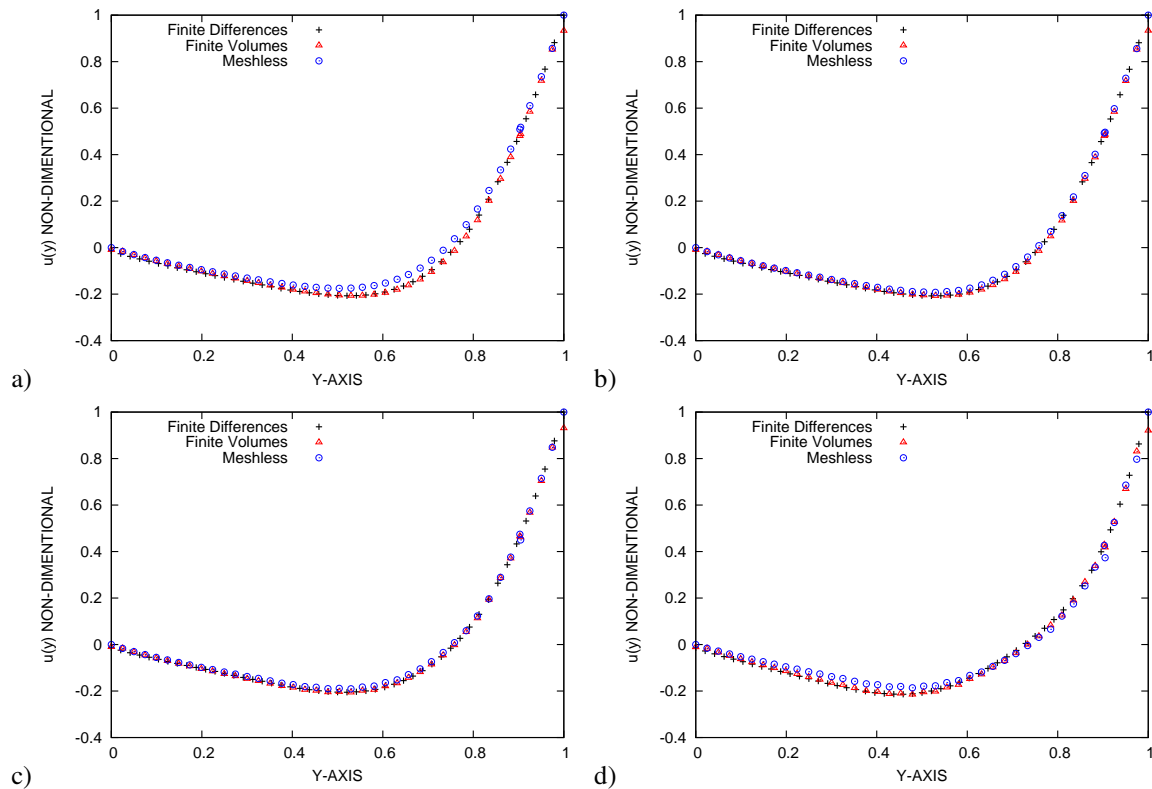 1
0.8
0.6
0.4
0.2
0
-0.2
-0.4
u(y) NON-DIMENTIONAL
Finite Differences
Finite Volumes
Meshless
0 0.2 0.4 0.6 0.8 1
Y-AXIS
a)
1
0.8
0.6
0.4
0.2
0
-0.2
-0.4
u(y) NON-DIMENTIONAL
Finite Differences
Finite Volumes
Meshless
0 0.2 0.4 0.6 0.8 1
Y-AXIS
b)
1
0.8
0.6
0.4
0.2
0
-0.2
-0.4
u(y) NON-DIMENTIONAL
Finite Differences
Finite Volumes
Meshless
0 0.2 0.4 0.6 0.8 1
Y-AXIS
c)
1
0.8
0.6
0.4
0.2
0
-0.2
-0.4
u(y) NON-DIMENTIONAL
Finite Differences
Finite Volumes
Meshless
0 0.2 0.4 0.6 0.8 1
Y-AXIS
d)